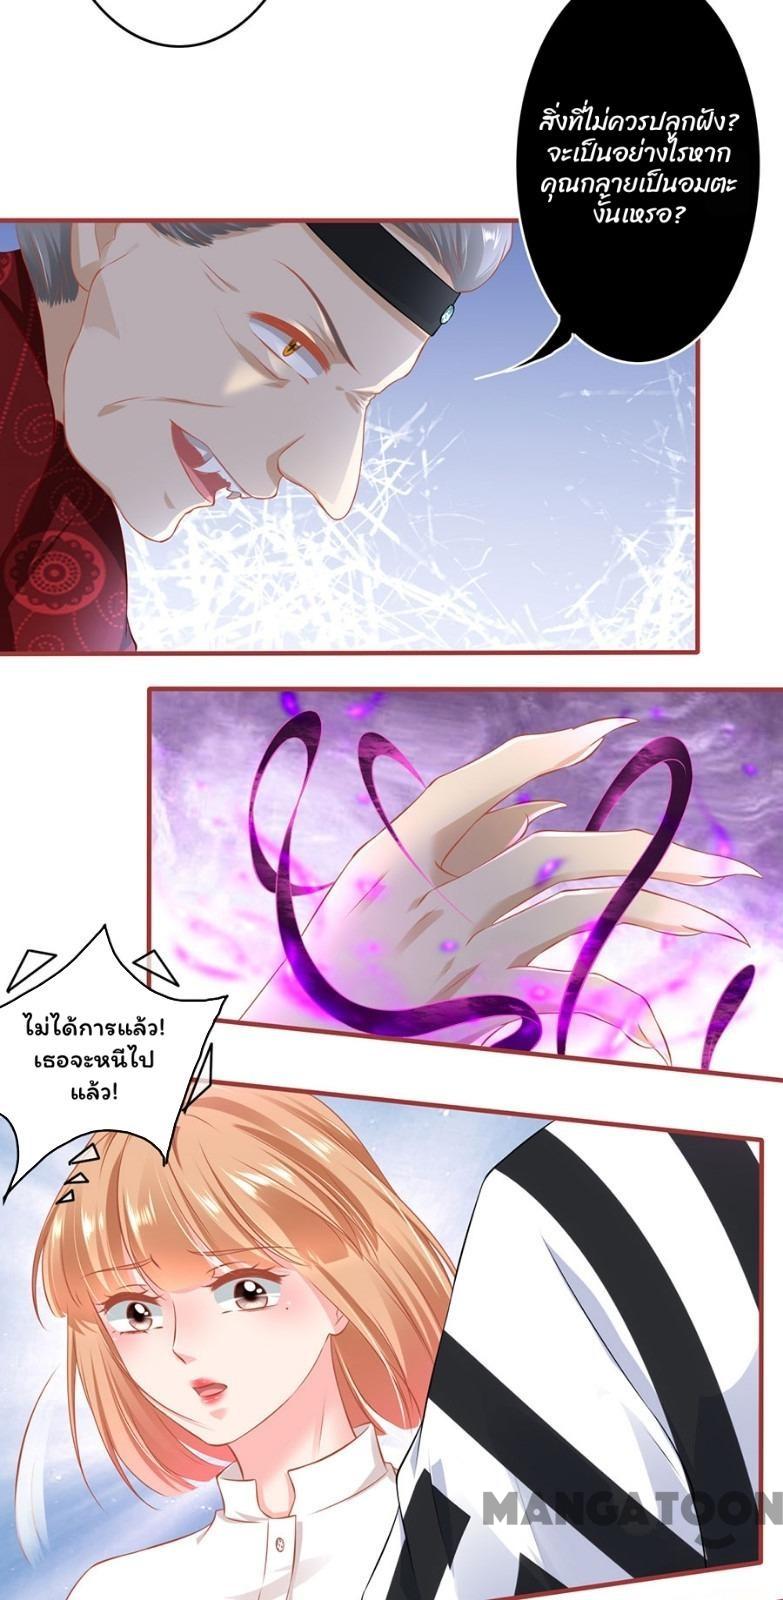 สิ่งที่ไม่ควรปลูกฝัง?
จะเป็นอย่างไรหาก
คุณกลายเป็นอมตะ
งั้นเหรอ?
ไม่ได้การแล้ว!
เธอจะหนีไป
แล้ว!
MANGATOON